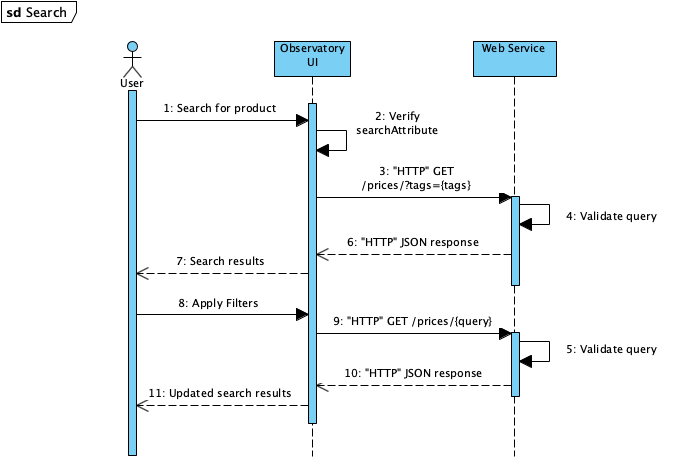 sd Search
Observatory
UI
Web Service
User
1: Search for product
2: Verify
searchAttribute
3: "HTTP" GET
/prices/?tags={tags}
4: Validate query
6: "HTTP" JSON response
7: Search results
8: Apply Filters
9: "HTTP" GET /prices/{query}
5: Validate query
10: "HTTP" JSON response
11: Updated search results